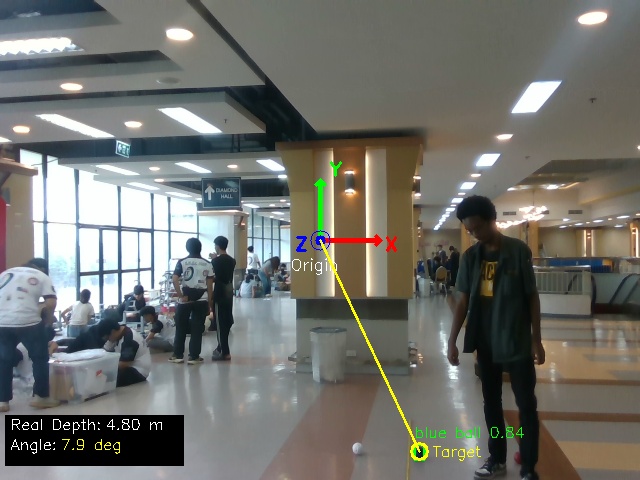 DIAMOND
HALL
Y
Z
X
Origin
blue ball 0.84
Target
Real Depth: 4.80 m
Angle: 7.9 deg